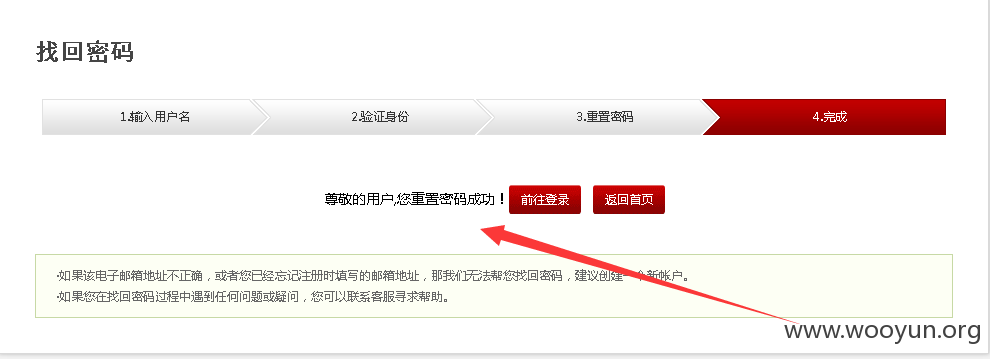 找回密码
1.输入用户名 2.验证身份 3.重置密码 4.完成
尊敬的用户,您重置密码成功！ 前往登录 返回首页
·如果该电子邮箱地址不正确，或者您已经忘记注册时填写的邮箱地址，那我们无法帮您找回密码，建议创建一个新帐户。
·如果您在找回密码过程中遇到任何问题或疑问，您可以联系客服寻求帮助。
www.wooyun.org